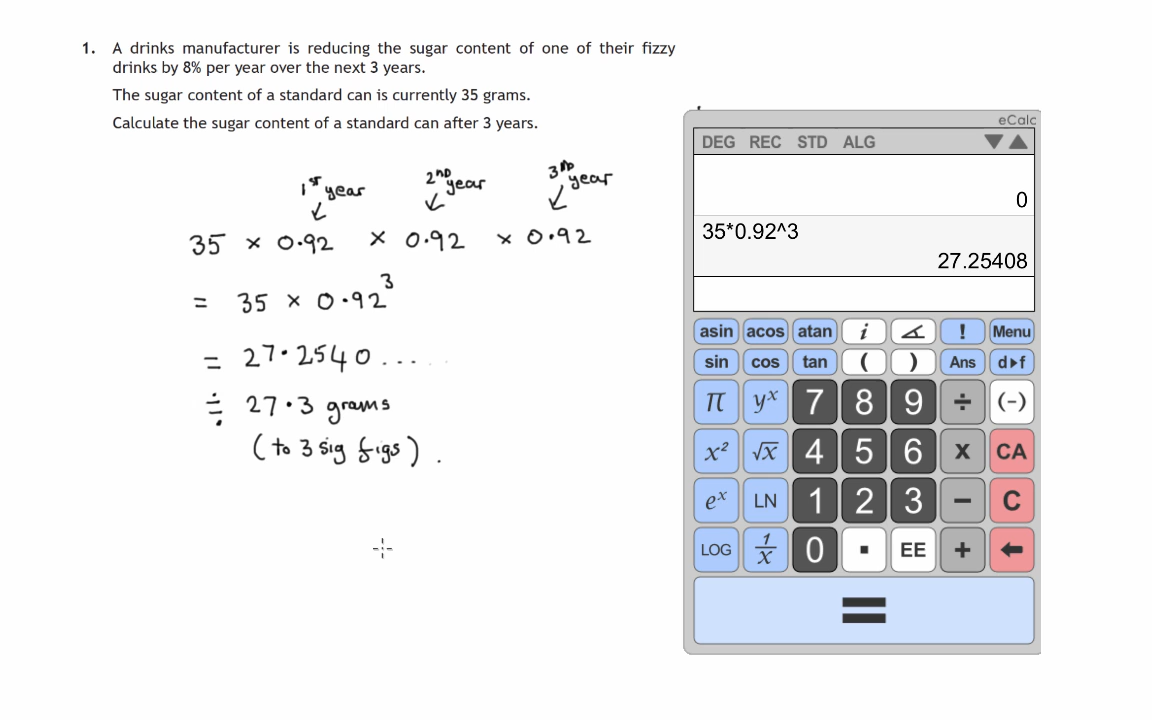 1. A drinks manufacturer is reducing the sugar content of one of their fizzy
drinks by 8% per year over the next 3 years.
The sugar content of a standard can is currently 35 grams.
Calculate the sugar content of a standard can after 3 years.
1ST year 2ND year 3RD year
35 × 0·92 × 0·92 × 0·92
= 35 × 0·92³
= 27·2540....
≑ 27·3 grams
(to 3 sig figs).
eCalc
DEG REC STD ALG ▼ ▲
0
35*0.92^3
27.25408
asin acos atan i ∡ ! Menu
sin cos tan ( ) Ans d▸f
π yˣ 7 8 9 ÷ (-)
x² √x 4 5 6 x CA
eˣ LN 1 2 3 − C
LOG 1/x 0 . EE + ←
=